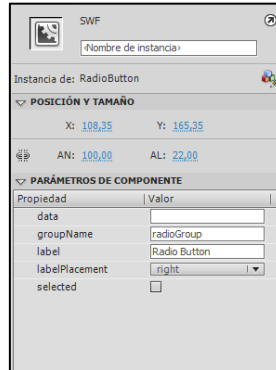 SWF
‹Nombre de instancia›
Instancia de: RadioButton
POSICIÓN Y TAMAÑO
X: 108,35 Y: 165,35
AN: 100,00 AL: 22,00
PARÁMETROS DE COMPONENTE
Propiedad Valor
data
groupName radioGroup
label Radio Button
labelPlacement right
selected